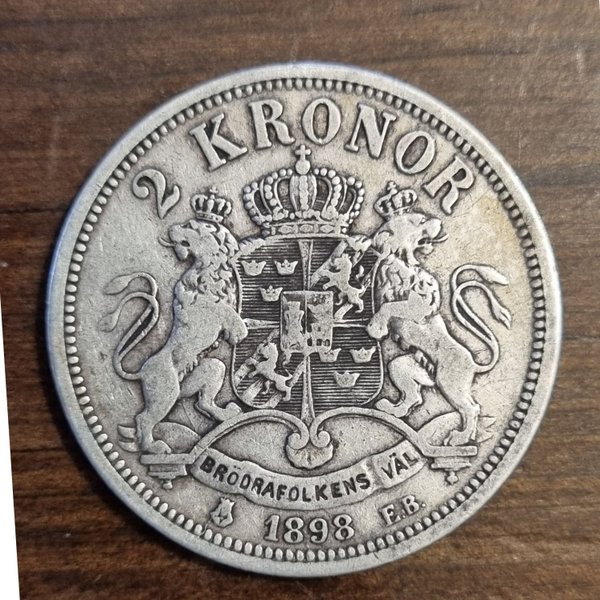 2 KRONOR
BRÖDRAFOLKENS VÄL
1898 E.B.